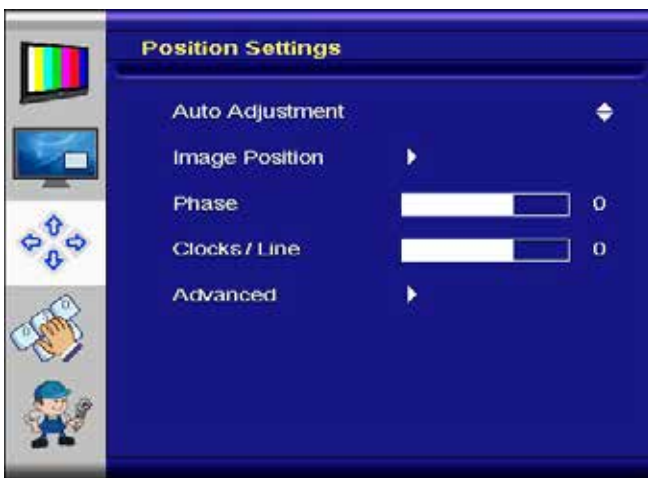 Position Settings
Auto Adjustment
Image Position
Phase 0
Clocks / Line 0
Advanced